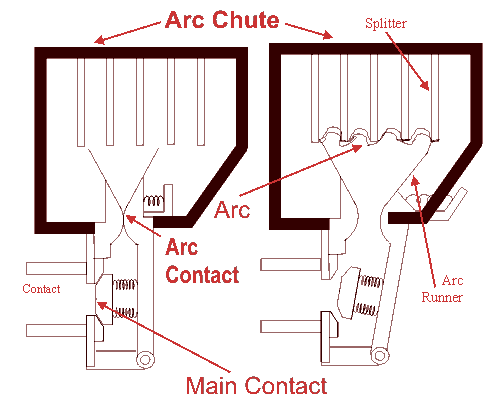 Arc Chute
Splitter
Arc
Arc
Contact
Contact
Arc
Runner
Main Contact